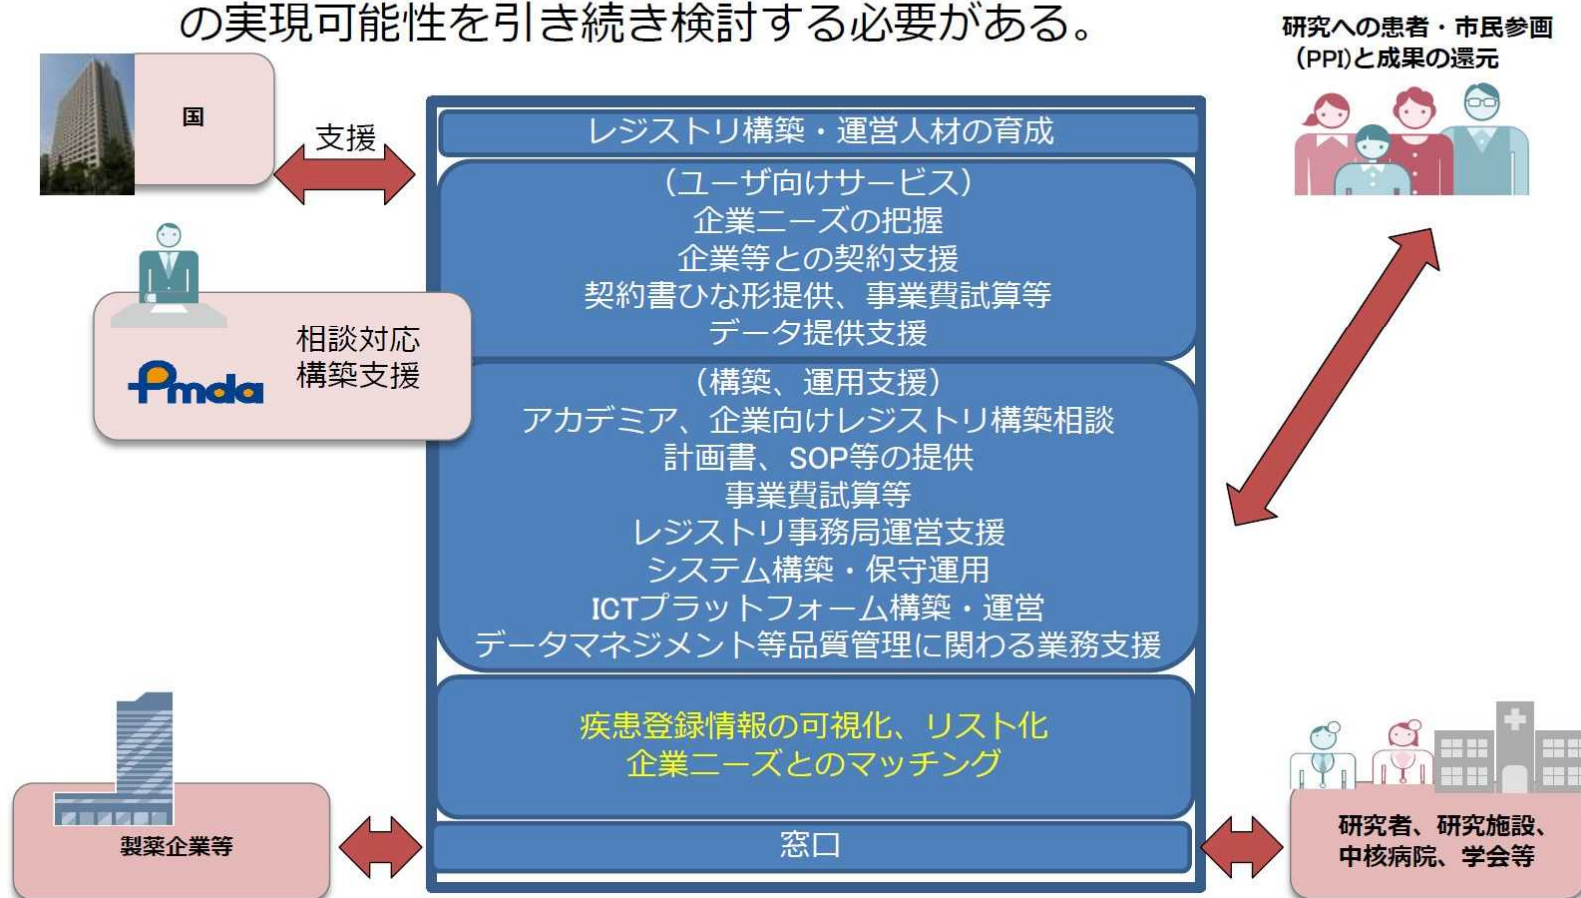 の実現可能性を引き続き検討する必要がある。
研究への患者・市民参画
(PPI)と成果の還元
国
支援
レジストリ構築・運営人材の育成
(ユーザ向けサービス)
企業ニーズの把握
企業等との契約支援
契約書ひな形提供、事業費試算等
データ提供支援
相談対応
構築支援
Pmda
(構築、運用支援)
アカデミア、企業向けレジストリ構築相談
計画書、SOP等の提供
事業費試算等
レジストリ事務局運営支援
システム構築・保守運用
ICTプラットフォーム構築・運営
データマネジメント等品質管理に関わる業務支援
疾患登録情報の可視化、リスト化
企業ニーズとのマッチング
製薬企業等
窓口
研究者、研究施設、
中核病院、学会等